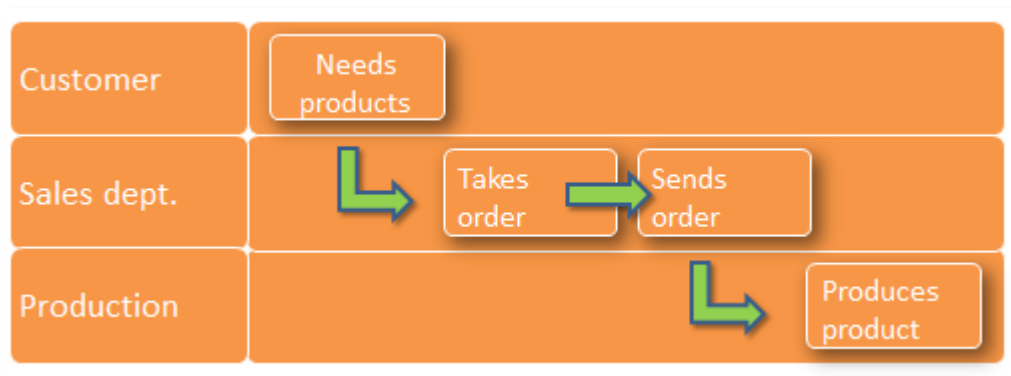 Customer
Needs
products
Sales dept.
Takes
order
Sends
order
Production
Produces
product